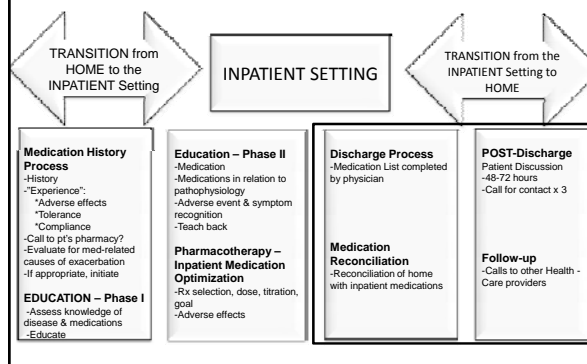 TRANSITION from
HOME to the
INPATIENT Setting
INPATIENT SETTING
TRANSITION from the
INPATIENT Setting to
HOME
Medication History
Process
-History
-"Experience":
*Adverse effects
*Tolerance
*Compliance
-Call to pt's pharmacy?
-Evaluate for med-related
causes of exacerbation
-If appropriate, initiate
EDUCATION – Phase I
-Assess knowledge of
disease & medications
-Educate
Education – Phase II
-Medication
-Medications in relation to
pathophysiology
-Adverse event & symptom
recognition
-Teach back
Pharmacotherapy –
Inpatient Medication
Optimization
-Rx selection, dose, titration,
goal
-Adverse effects
Discharge Process
-Medication List completed
by physician
Medication
Reconciliation
-Reconciliation of home
with inpatient medications
POST-Discharge
Patient Discussion
-48-72 hours
-Call for contact x 3
Follow-up
-Calls to other Health -
Care providers